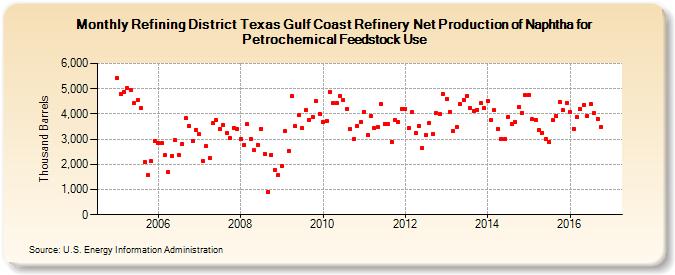 Monthly Refining District Texas Gulf Coast Refinery Net Production of Naphtha for
Petrochemical Feedstock Use
Thousand Barrels
6,000
5,000
4,000
3,000
2,000
1,000
0
2006 2008 2010 2012 2014 2016
Source: U.S. Energy Information Administration